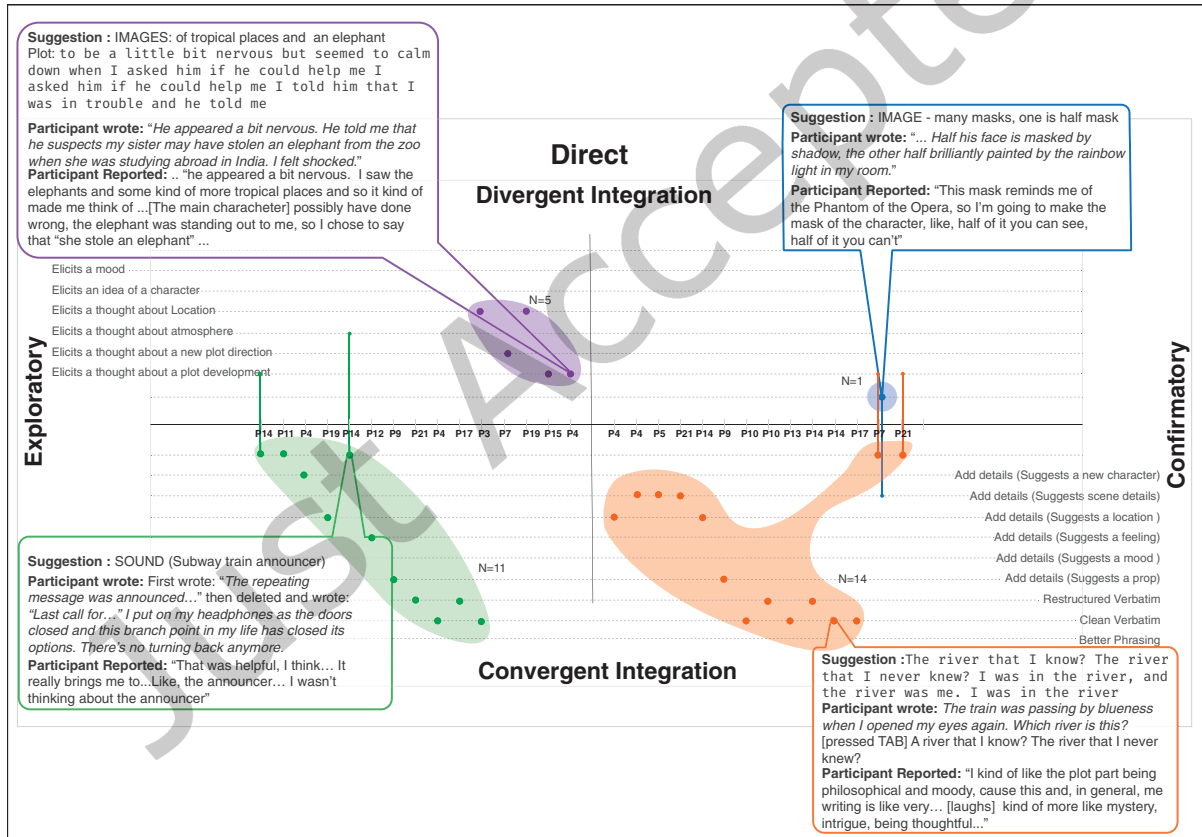 Suggestion : IMAGES: of tropical places and an elephant
Plot: to be a little bit nervous but seemed to calm
down when I asked him if he could help me I
asked him if he could help me I told him that I
was in trouble and he told me
Participant wrote: “He appeared a bit nervous. He told me that
he suspects my sister may have stolen an elephant from the zoo
when she was studying abroad in India. I felt shocked.”
Participant Reported: .. “he appeared a bit nervous. I saw the
elephants and some kind of more tropical places and so it kind of
made me think of ...[The main characheter] possibly have done
wrong, the elephant was standing out to me, so I chose to say
that “she stole an elephant” ...
Direct
Divergent Integration
Suggestion : IMAGE - many masks, one is half mask
Participant wrote: “... Half his face is masked by
shadow, the other half brilliantly painted by the rainbow
light in my room.”
Participant Reported: “This mask reminds me of
the Phantom of the Opera, so I'm going to make the
mask of the character, like, half of it you can see,
half of it you can't”
Elicits a mood
Elicits an idea of a character
Elicits a thought about Location
Elicits a thought about atmosphere
Elicits a thought about a new plot direction
Elicits a thought about a plot development
N=5
N=1
Exploratory
Confirmatory
P14 P11 P4 P19 P14 P12 P9 P21 P4 P17 P3 P7 P19 P15 P4 P4 P4 P5 P21 P14 P9 P10 P10 P13 P14 P14 P17 P7 P21
Add details (Suggests a new character)
Add details (Suggests scene details)
Add details (Suggests a location )
Add details (Suggests a feeling)
Add details (Suggests a mood )
Add details (Suggests a prop)
Restructured Verbatim
Clean Verbatim
Better Phrasing
N=11
N=14
Suggestion : SOUND (Subway train announcer)
Participant wrote: First wrote: “The repeating
message was announced…” then deleted and wrote:
“Last call for…” I put on my headphones as the doors
closed and this branch point in my life has closed its
options. There's no turning back anymore.
Participant Reported: “That was helpful, I think… It
really brings me to...Like, the announcer… I wasn't
thinking about the announcer”
Convergent Integration
Suggestion :The river that I know? The river
that I never knew? I was in the river, and
the river was me. I was in the river
Participant wrote: The train was passing by blueness
when I opened my eyes again. Which river is this?
[pressed TAB] A river that I know? The river that I never
knew?
Participant Reported: “I kind of like the plot part being
philosophical and moody, cause this and, in general, me
writing is like very… [laughs] kind of more like mystery,
intrigue, being thoughtful...”
Just Accepte